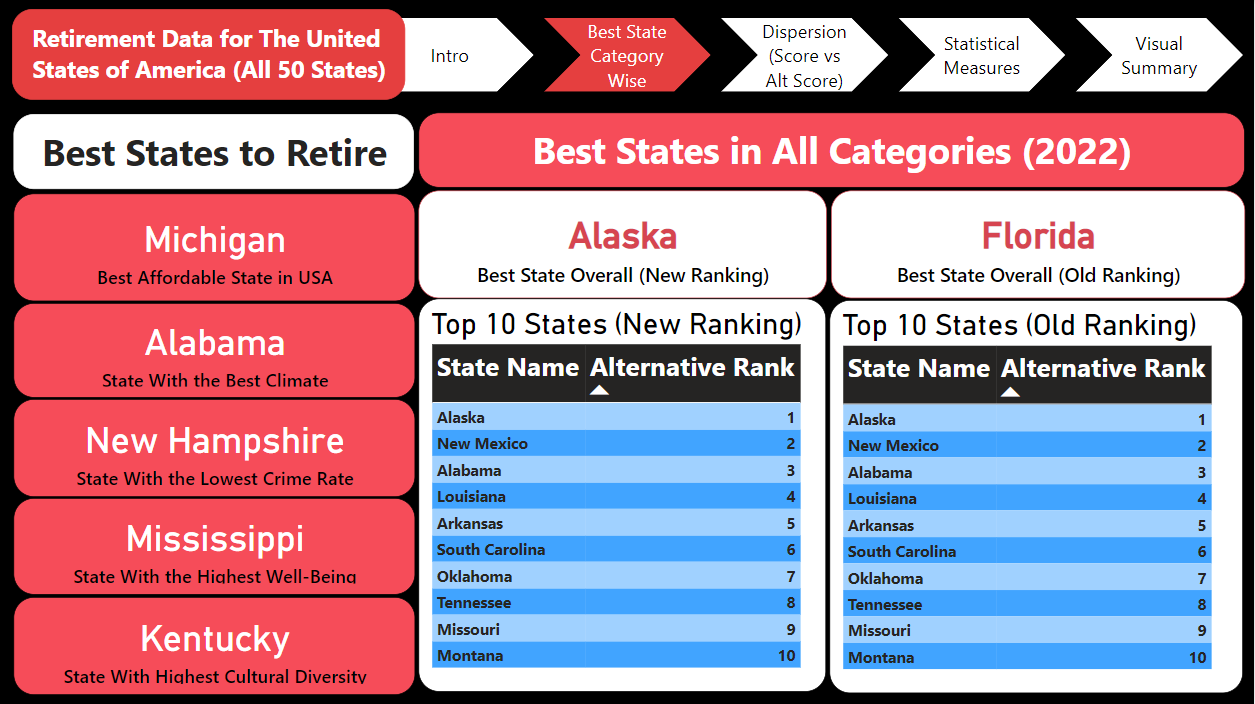 Retirement Data for The United
States of America (All 50 States)
Intro
Best State
Category
Wise
Dispersion
(Score vs
Alt Score)
Statistical
Measures
Visual
Summary
Best States to Retire
Michigan
Best Affordable State in USA
Alabama
State With the Best Climate
New Hampshire
State With the Lowest Crime Rate
Mississippi
State With the Highest Well-Being
Kentucky
State With Highest Cultural Diversity
Best States in All Categories (2022)
Alaska
Best State Overall (New Ranking)
Top 10 States (New Ranking)
State Name Alternative Rank
Alaska 1
New Mexico 2
Alabama 3
Louisiana 4
Arkansas 5
South Carolina 6
Oklahoma 7
Tennessee 8
Missouri 9
Montana 10
Florida
Best State Overall (Old Ranking)
Top 10 States (Old Ranking)
State Name Alternative Rank
Alaska 1
New Mexico 2
Alabama 3
Louisiana 4
Arkansas 5
South Carolina 6
Oklahoma 7
Tennessee 8
Missouri 9
Montana 10